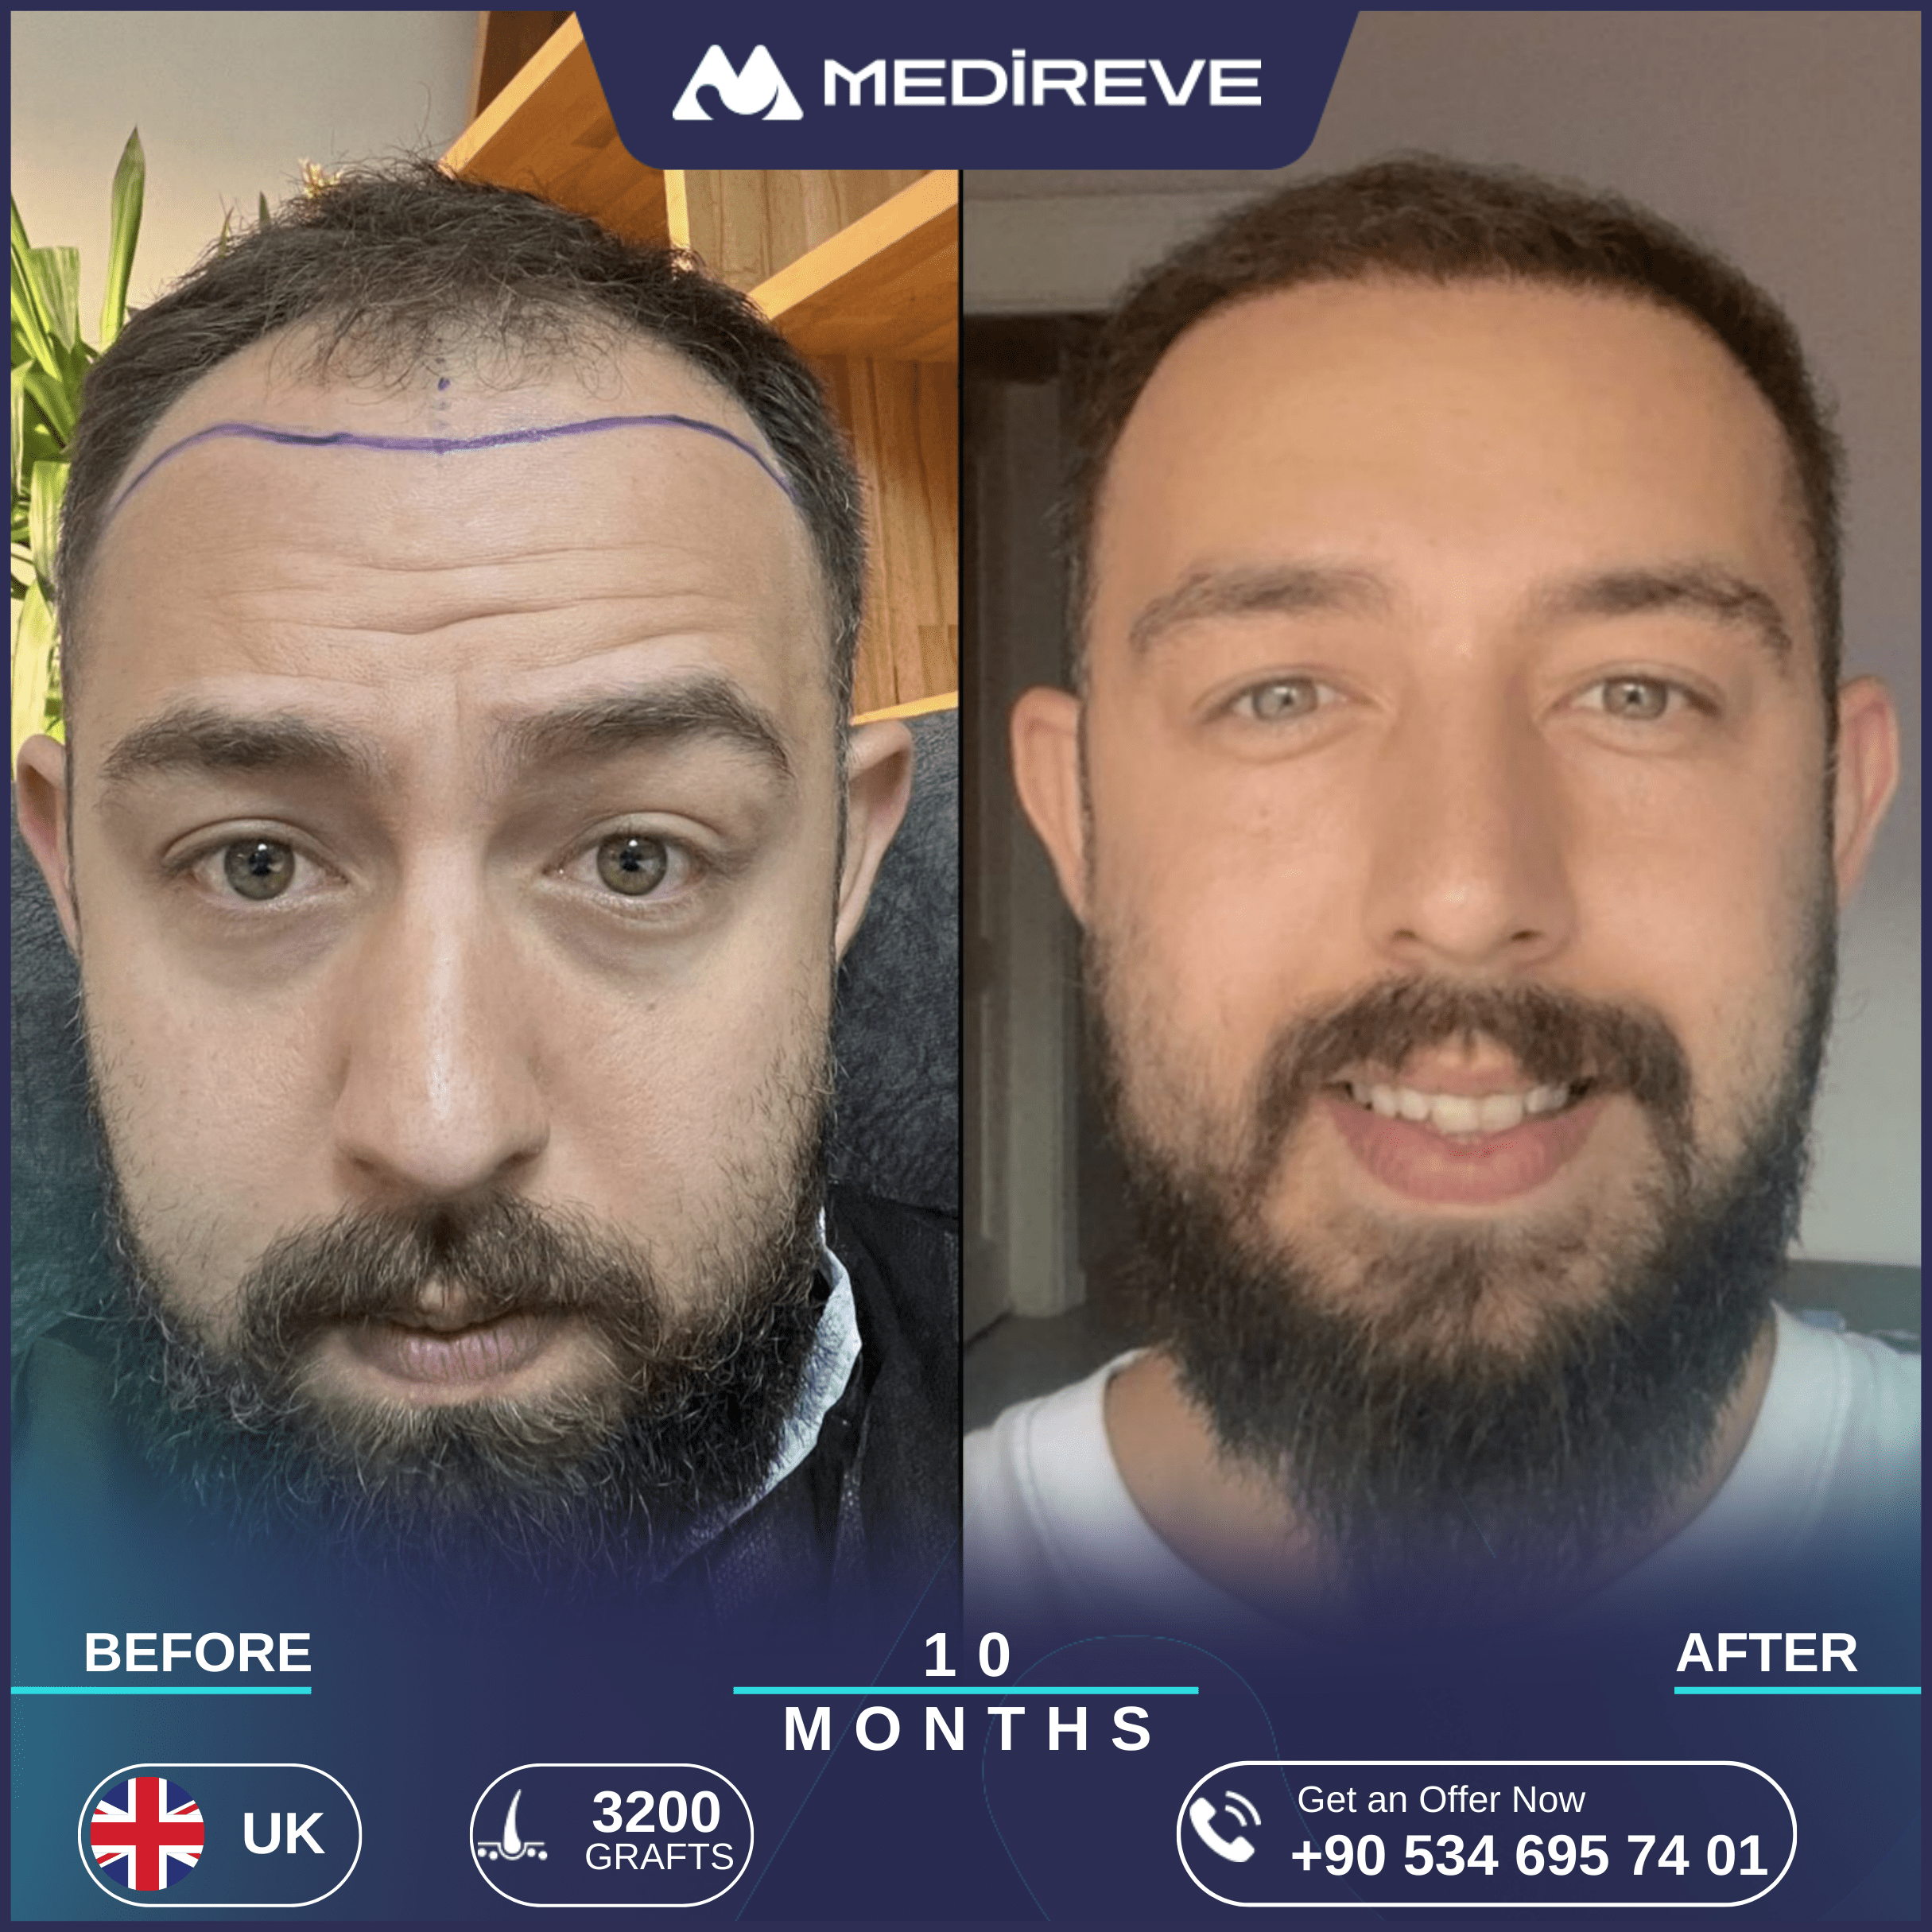 MEDİREVE
BEFORE
10
MONTHS
AFTER
UK
3200
GRAFTS
Get an Offer Now
+90 534 695 74 01